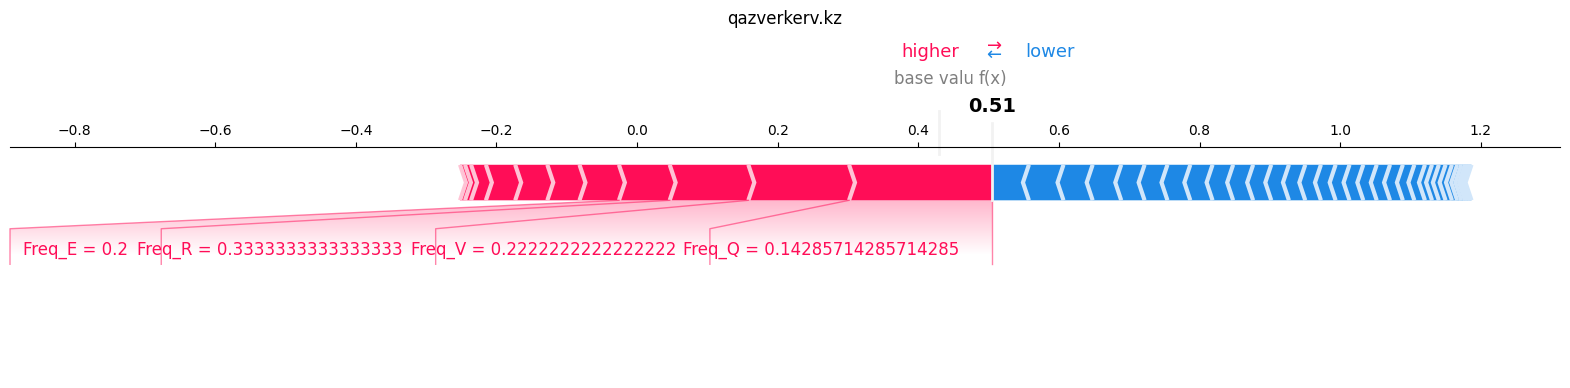 qazverkerv.kz
higher ⇄ lower
base valu f(x)
0.51
−0.8 −0.6 −0.4 −0.2 0.0 0.2 0.4 0.6 0.8 1.0 1.2
Freq_E = 0.2 Freq_R = 0.3333333333333333 Freq_V = 0.2222222222222222 Freq_Q = 0.14285714285714285